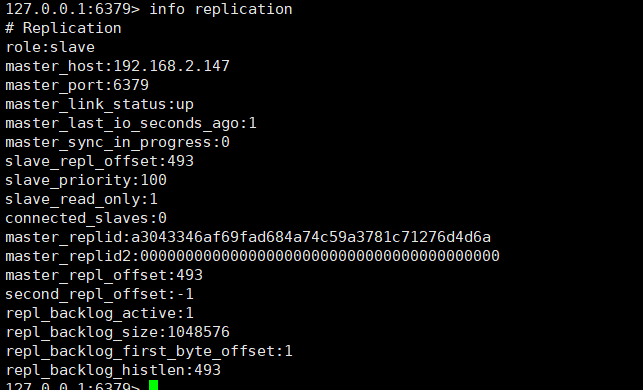 127.0.0.1:6379> info replication
# Replication
role:slave
master_host:192.168.2.147
master_port:6379
master_link_status:up
master_last_io_seconds_ago:1
master_sync_in_progress:0
slave_repl_offset:493
slave_priority:100
slave_read_only:1
connected_slaves:0
master_replid:a3043346af69fad684a74c59a3781c71276d4d6a
master_replid2:0000000000000000000000000000000000000000
master_repl_offset:493
second_repl_offset:-1
repl_backlog_active:1
repl_backlog_size:1048576
repl_backlog_first_byte_offset:1
repl_backlog_histlen:493
127.0.0.1:6379>